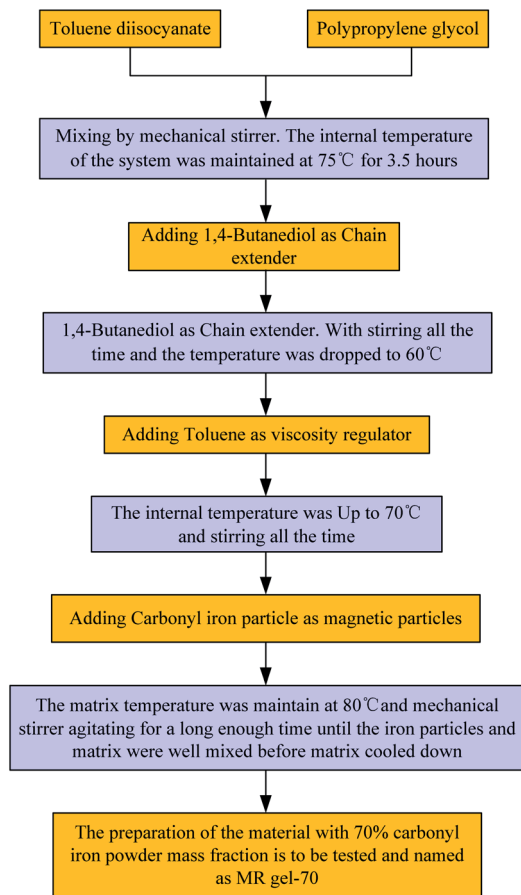 Toluene diisocyanate
Polypropylene glycol
Mixing by mechanical stirrer. The internal temperature
of the system was maintained at 75℃ for 3.5 hours
Adding 1,4-Butanediol as Chain
extender
1,4-Butanediol as Chain extender. With stirring all the
time and the temperature was dropped to 60℃
Adding Toluene as viscosity regulator
The internal temperature was Up to 70℃
and stirring all the time
Adding Carbonyl iron particle as magnetic particles
The matrix temperature was maintain at 80℃and mechanical
stirrer agitating for a long enough time until the iron particles and
matrix were well mixed before matrix cooled down
The preparation of the material with 70% carbonyl
iron powder mass fraction is to be tested and named
as MR gel-70